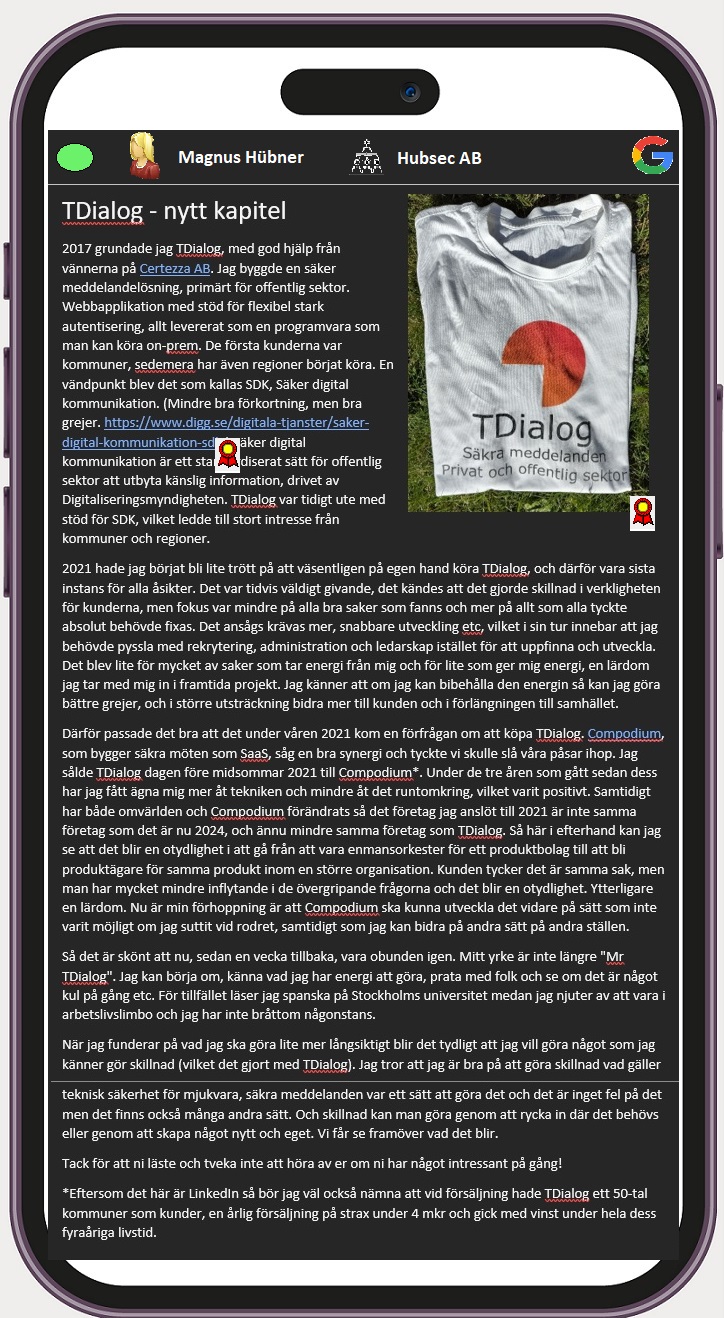 Magnus Hübner
Hubsec AB
TDialog - nytt kapitel
2017 grundade jag TDialog, med god hjälp från
vännerna på Certezza AB. Jag byggde en säker
meddelandelösning, primärt för offentlig sektor.
Webbapplikation med stöd för flexibel stark
autentisering, allt levererat som en programvara som
man kan köra on-prem. De första kunderna var
kommuner, sedemera har även regioner börjat köra. En
vändpunkt blev det som kallas SDK, Säker digital
kommunikation. (Mindre bra förkortning, men bra
grejer. https://www.digg.se/digitala-tjanster/saker-
digital-kommunikation-sd äker digital
kommunikation är ett sta diserat sätt för offentlig
sektor att utbyta känslig information, drivet av
Digitaliseringsmyndigheten. TDialog var tidigt ute med
stöd för SDK, vilket ledde till stort intresse från
kommuner och regioner.
TDialog
Säkra meddelanden
Privat och offentlig sektor
2021 hade jag börjat bli lite trött på att väsentligen på egen hand köra TDialog, och därför vara sista
instans för alla åsikter. Det var tidvis väldigt givande, det kändes att det gjorde skillnad i verkligheten
för kunderna, men fokus var mindre på alla bra saker som fanns och mer på allt som alla tyckte
absolut behövde fixas. Det ansågs krävas mer, snabbare utveckling etc, vilket i sin tur innebar att jag
behövde pyssla med rekrytering, administration och ledarskap istället för att uppfinna och utveckla.
Det blev lite för mycket av saker som tar energi från mig och för lite som ger mig energi, en lärdom
jag tar med mig in i framtida projekt. Jag känner att om jag kan bibehålla den energin så kan jag göra
bättre grejer, och i större utsträckning bidra mer till kunden och i förlängningen till samhället.
Därför passade det bra att det under våren 2021 kom en förfrågan om att köpa TDialog. Compodium,
som bygger säkra möten som SaaS, såg en bra synergi och tyckte vi skulle slå våra påsar ihop. Jag
sålde TDialog dagen före midsommar 2021 till Compodium*. Under de tre åren som gått sedan dess
har jag fått ägna mig mer åt tekniken och mindre åt det runtomkring, vilket varit positivt. Samtidigt
har både omvärlden och Compodium förändrats så det företag jag anslöt till 2021 är inte samma
företag som det är nu 2024, och ännu mindre samma företag som TDialog. Så här i efterhand kan jag
se att det blir en otydlighet i att gå från att vara enmansorkester för ett produktbolag till att bli
produktägare för samma produkt inom en större organisation. Kunden tycker det är samma sak, men
man har mycket mindre inflytande i de övergripande frågorna och det blir en otydlighet. Ytterligare
en lärdom. Nu är min förhoppning är att Compodium ska kunna utveckla det vidare på sätt som inte
varit möjligt om jag suttit vid rodret, samtidigt som jag kan bidra på andra sätt på andra ställen.
Så det är skönt att nu, sedan en vecka tillbaka, vara obunden igen. Mitt yrke är inte längre "Mr
TDialog". Jag kan börja om, känna vad jag har energi att göra, prata med folk och se om det är något
kul på gång etc. För tillfället läser jag spanska på Stockholms universitet medan jag njuter av att vara i
arbetslivslimbo och jag har inte bråttom någonstans.
När jag funderar på vad jag ska göra lite mer långsiktigt blir det tydligt att jag vill göra något som jag
känner gör skillnad (vilket det gjort med TDialog). Jag tror att jag är bra på att göra skillnad vad gäller
teknisk säkerhet för mjukvara, säkra meddelanden var ett sätt att göra det och det är inget fel på det
men det finns också många andra sätt. Och skillnad kan man göra genom att rycka in där det behövs
eller genom att skapa något nytt och eget. Vi får se framöver vad det blir.
Tack för att ni läste och tveka inte att höra av er om ni har något intressant på gång!
*Eftersom det här är LinkedIn så bör jag väl också nämna att vid försäljning hade TDialog ett 50-tal
kommuner som kunder, en årlig försäljning på strax under 4 mkr och gick med vinst under hela dess
fyraåriga livstid.